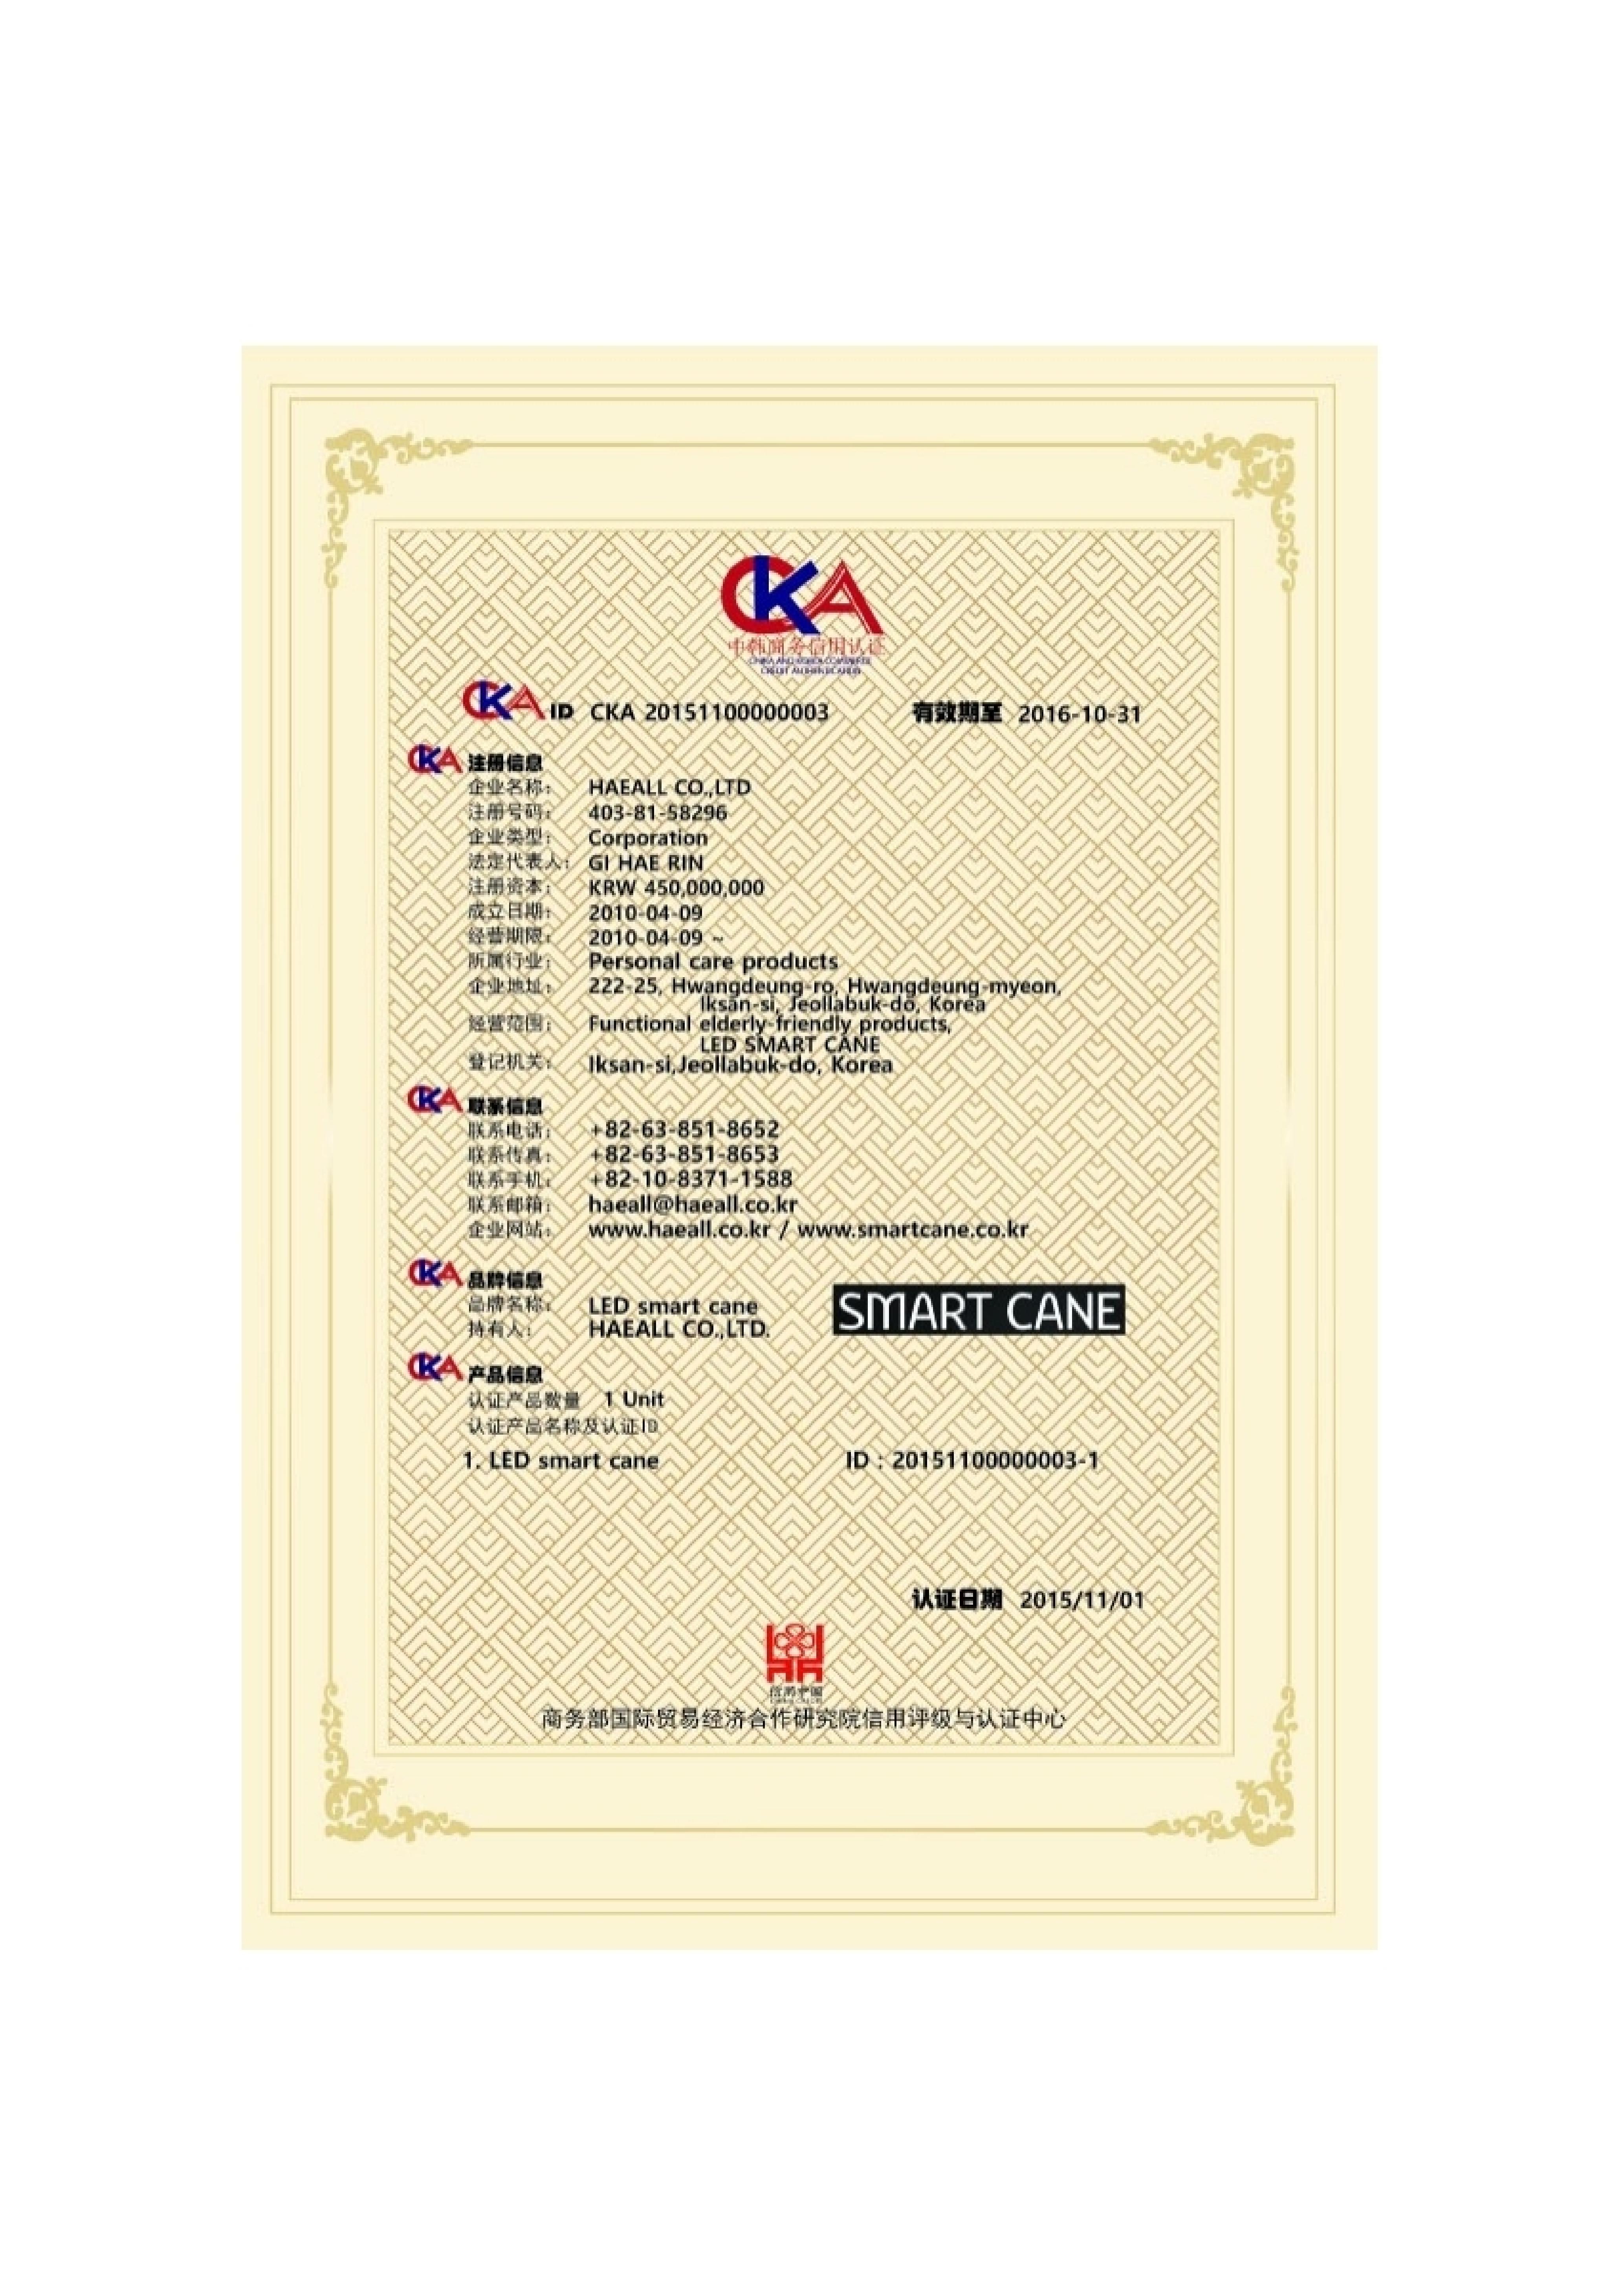 CKA
中韩商务信用认证
CHINA AND KOREA COMMERCE
CREDIT AUTHENTICATION
CKA ID CKA 20151100000003 有效期至 2016-10-31
CKA 注册信息
企业名称: HAEALL CO.,LTD
注册号码: 403-81-58296
企业类型: Corporation
法定代表人: GI HAE RIN
注册资本: KRW 450,000,000
成立日期: 2010-04-09
经营期限: 2010-04-09 ~
所属行业: Personal care products
企业地址: 222-25, Hwangdeung-ro, Hwangdeung-myeon,
Iksan-si, Jeollabuk-do, Korea
经营范围: Functional elderly-friendly products,
LED SMART CANE
登记机关: Iksan-si,Jeollabuk-do, Korea
CKA 联系信息
联系电话: +82-63-851-8652
联系传真: +82-63-851-8653
联系手机: +82-10-8371-1588
联系邮箱: haeall@haeall.co.kr
企业网站: www.haeall.co.kr / www.smartcane.co.kr
CKA 品牌信息
品牌名称: LED smart cane
持有人: HAEALL CO.,LTD.
SMART CANE
CKA 产品信息
认证产品数量 1 Unit
认证产品名称及认证ID
1. LED smart cane ID : 20151100000003-1
认证日期 2015/11/01
商务部国际贸易经济合作研究院信用评级与认证中心